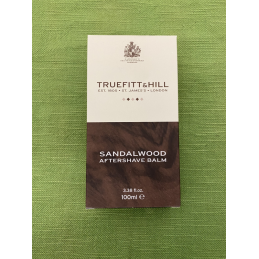 TRUEFITT & HILL
EST. 1805 • ST. JAMES'S • LONDON
SANDALWOOD
AFTERSHAVE BALM
3.38 fl.oz.
100ml ℮